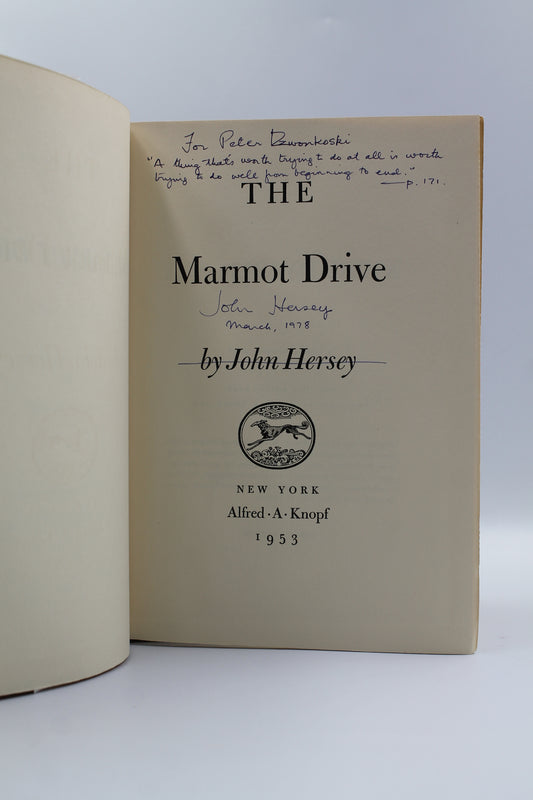 For Peter Dzwonkoski
"A thing that's worth trying to do at all is worth
trying to do well from beginning to end."
—p. 171.
THE
Marmot Drive
John Hersey
March, 1978
by John Hersey
NEW YORK
Alfred · A · Knopf
1953